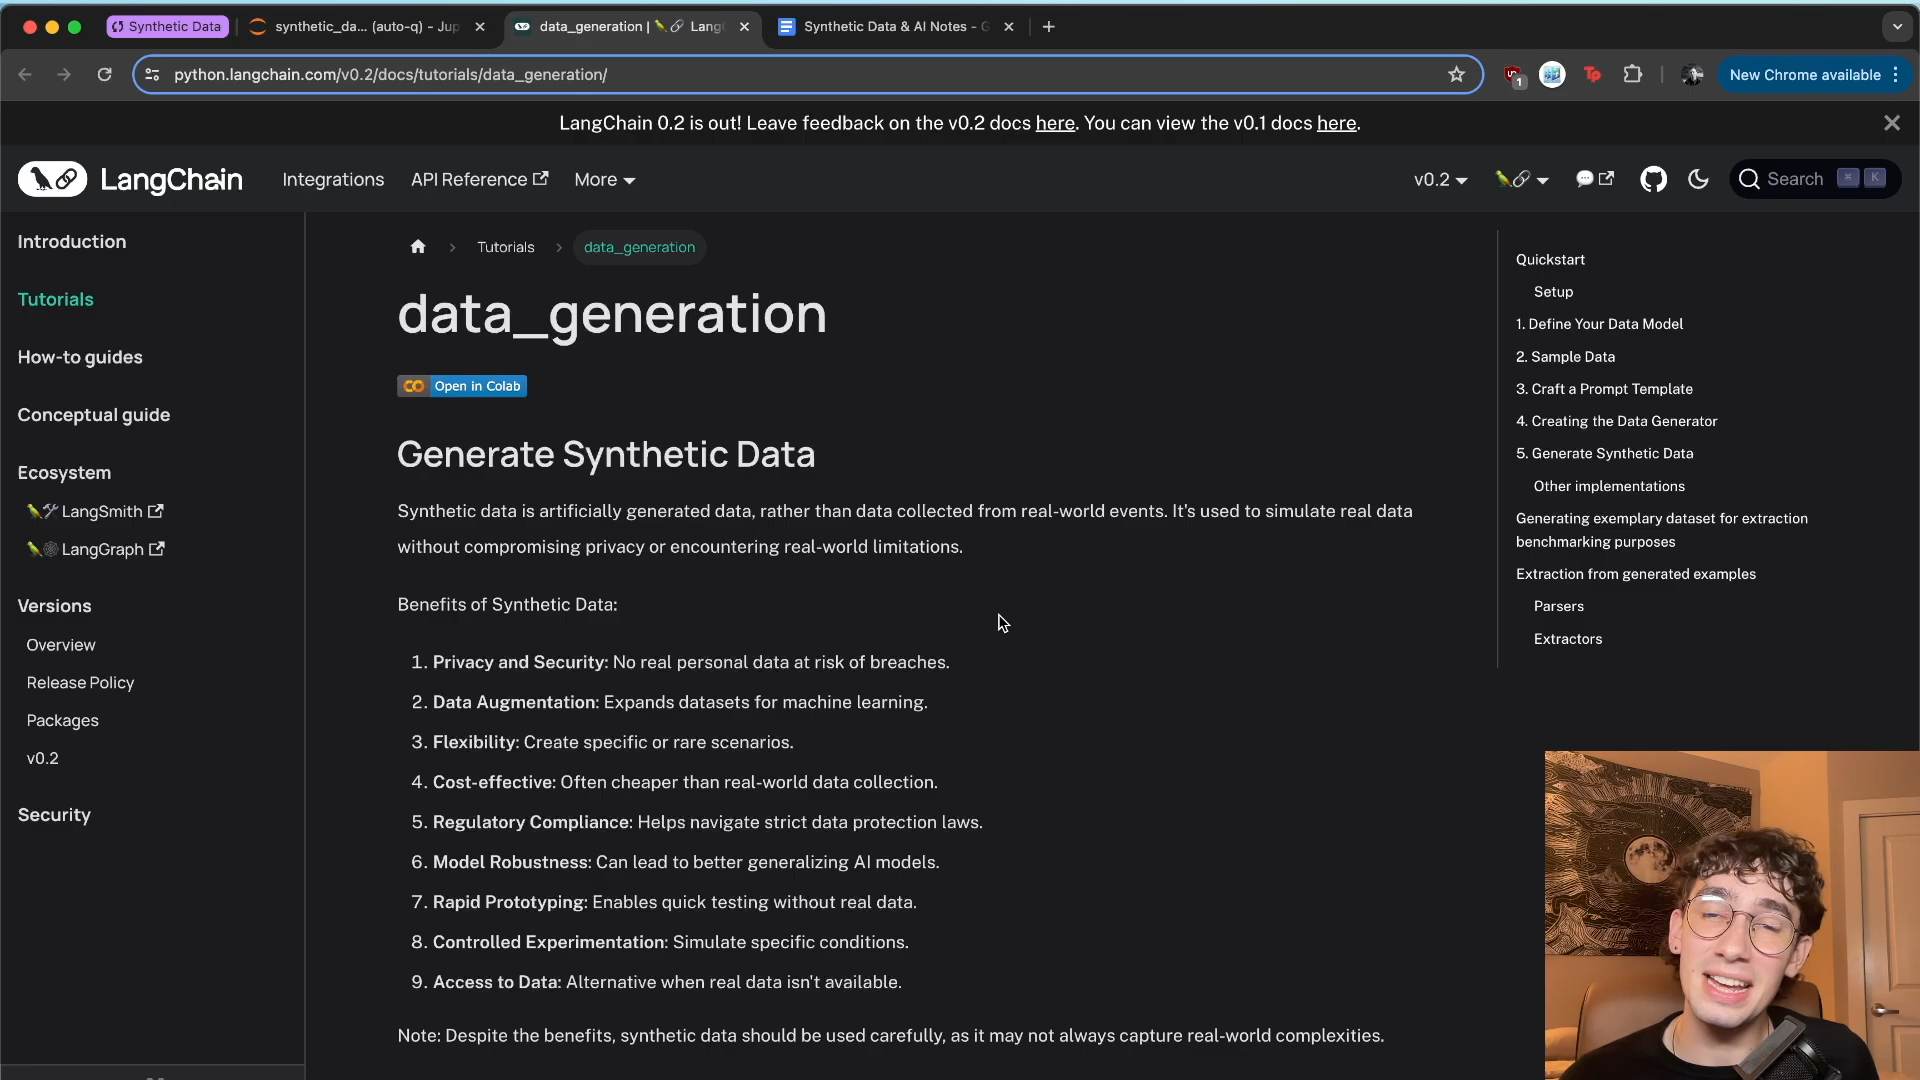 Synthetic Data
synthetic_da... (auto-q) - Jup
data_generation | Lang
Synthetic Data & AI Notes - G
python.langchain.com/v0.2/docs/tutorials/data_generation/
1
Tp
New Chrome available
LangChain 0.2 is out! Leave feedback on the v0.2 docs here. You can view the v0.1 docs here.
LangChain
Integrations
API Reference
More
v0.2
Search
K
Introduction
Tutorials
How-to guides
Conceptual guide
Ecosystem
LangSmith
LangGraph
Versions
Overview
Release Policy
Packages
v0.2
Security
Tutorials
data_generation
data_generation
Open in Colab
Generate Synthetic Data
Synthetic data is artificially generated data, rather than data collected from real-world events. It's used to simulate real data
without compromising privacy or encountering real-world limitations.
Benefits of Synthetic Data:
1. Privacy and Security: No real personal data at risk of breaches.
2. Data Augmentation: Expands datasets for machine learning.
3. Flexibility: Create specific or rare scenarios.
4. Cost-effective: Often cheaper than real-world data collection.
5. Regulatory Compliance: Helps navigate strict data protection laws.
6. Model Robustness: Can lead to better generalizing AI models.
7. Rapid Prototyping: Enables quick testing without real data.
8. Controlled Experimentation: Simulate specific conditions.
9. Access to Data: Alternative when real data isn't available.
Note: Despite the benefits, synthetic data should be used carefully, as it may not always capture real-world complexities.
Quickstart
Setup
1. Define Your Data Model
2. Sample Data
3. Craft a Prompt Template
4. Creating the Data Generator
5. Generate Synthetic Data
Other implementations
Generating exemplary dataset for extraction
benchmarking purposes
Extraction from generated examples
Parsers
Extractors